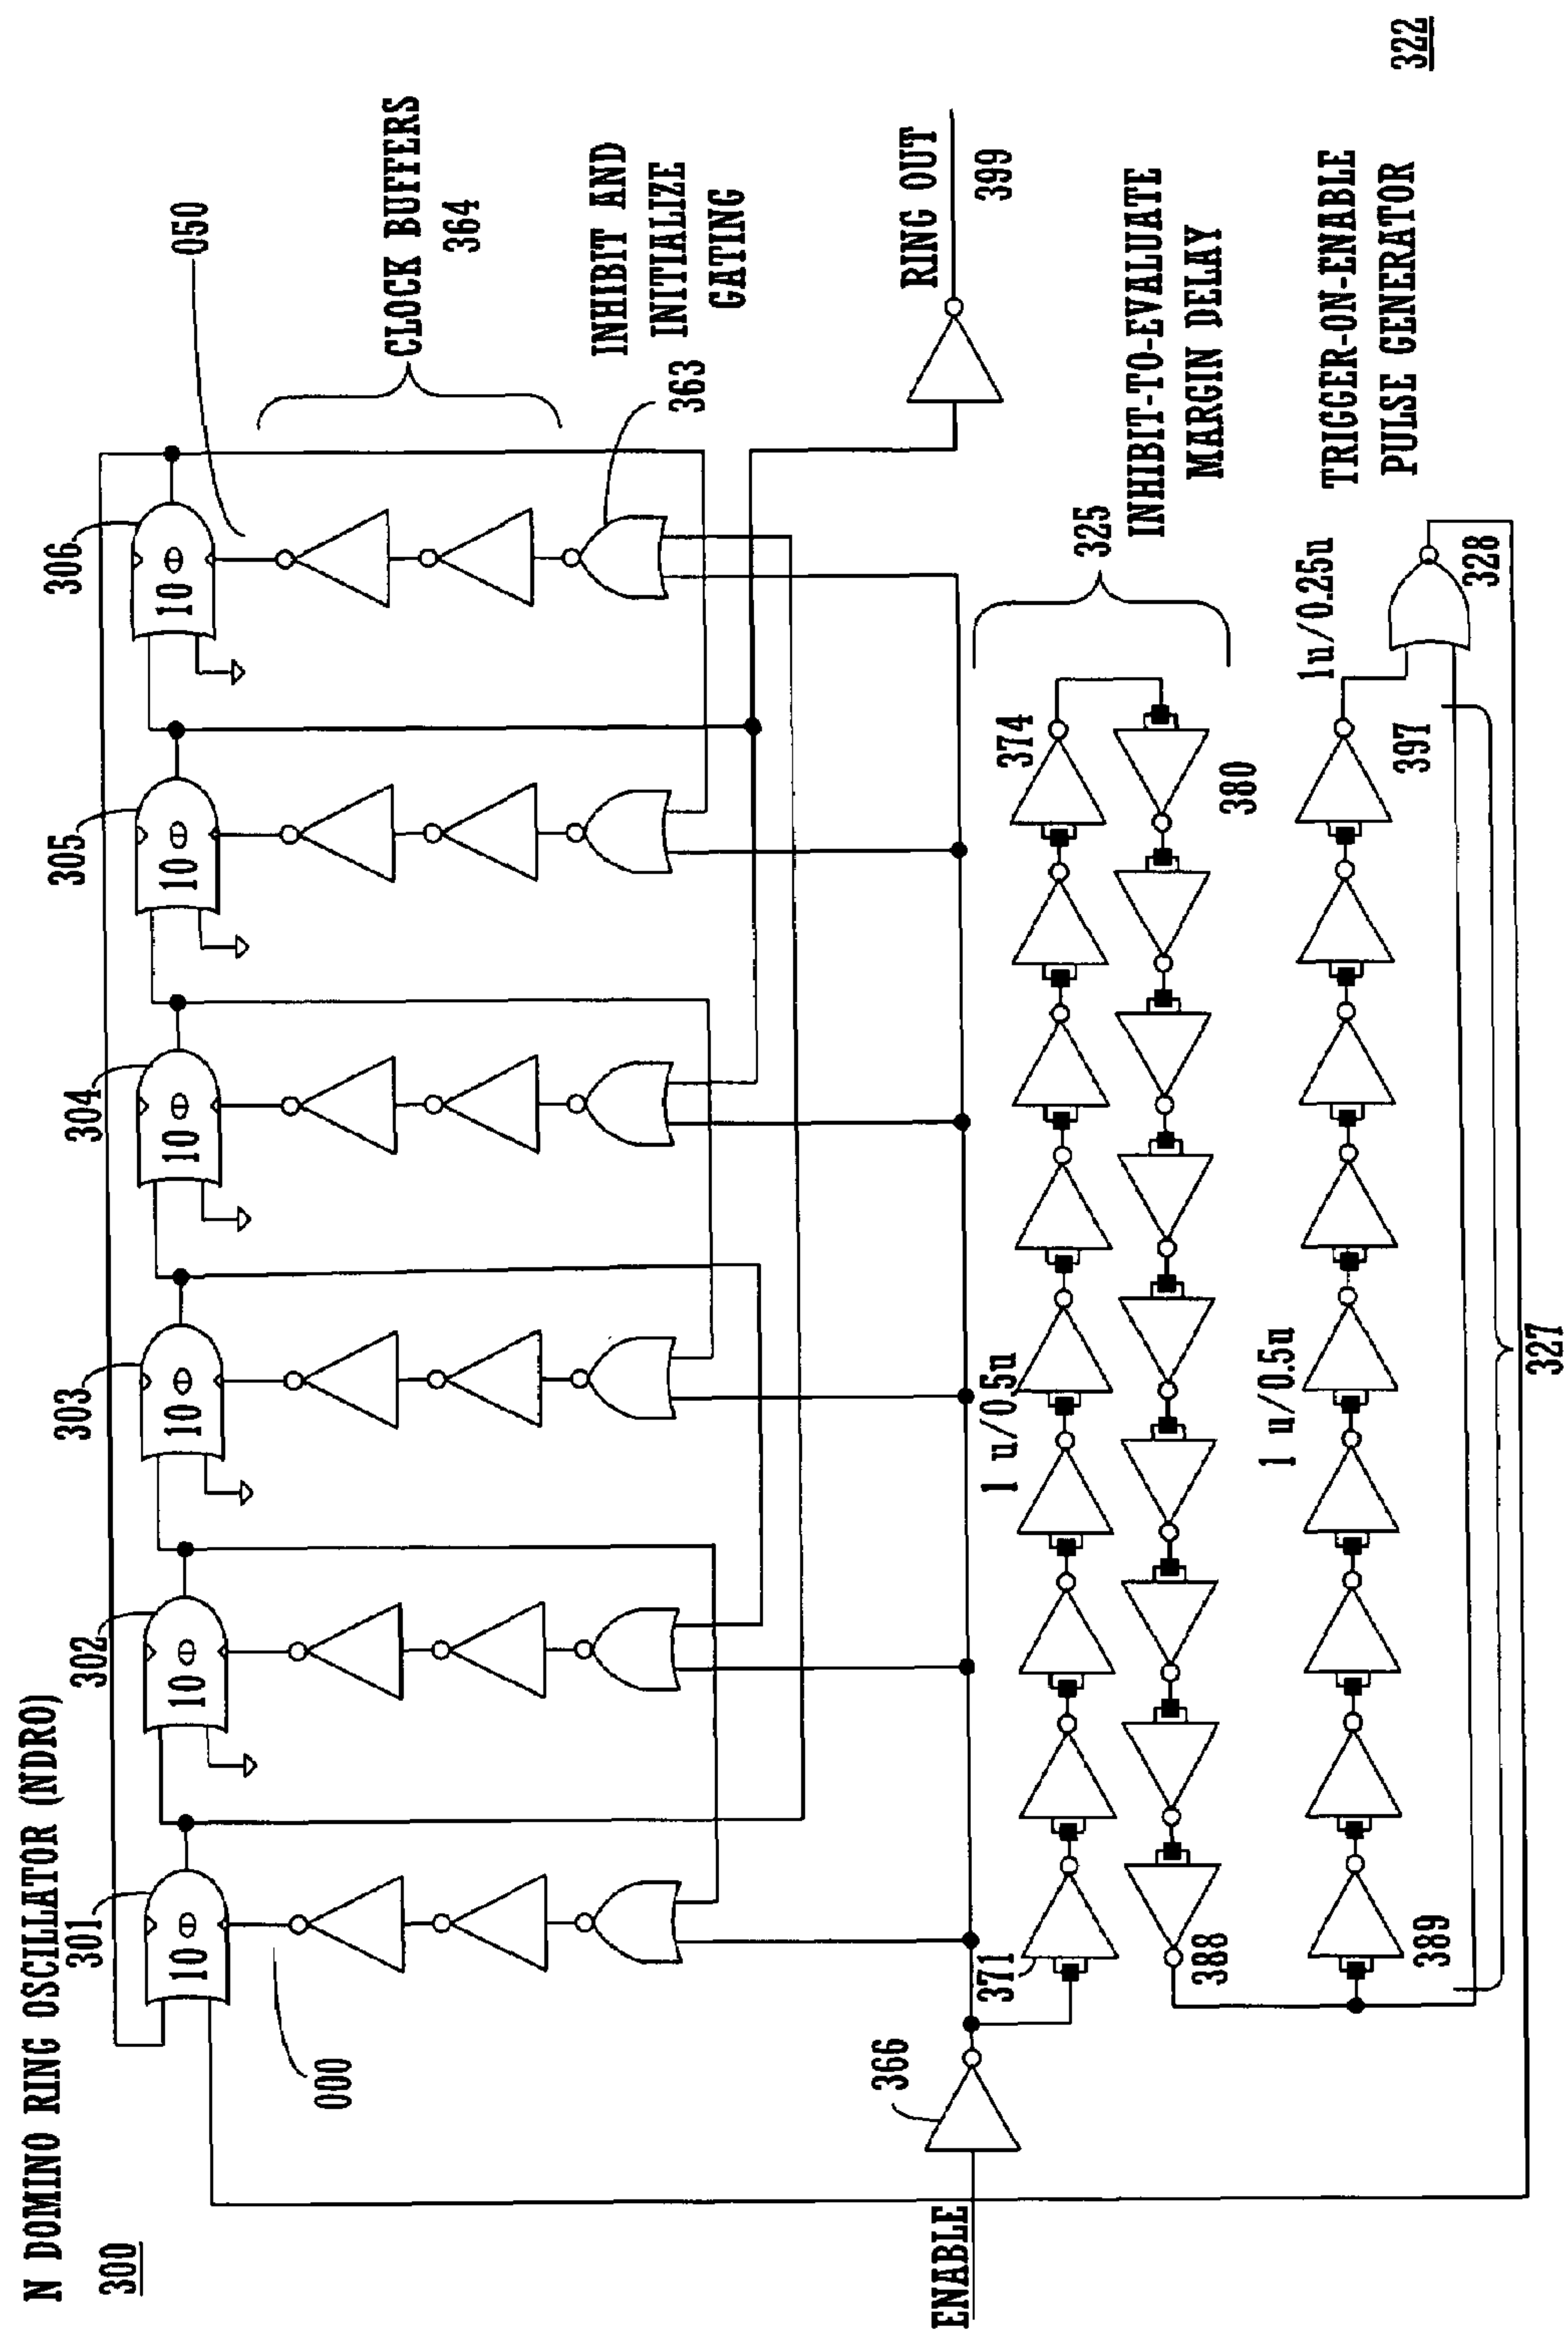 N DOMINO RING OSCILLATOR (NDRO)
300
301
302
303
304
305
306
10 θ
10 θ
10 θ
10 θ
10 θ
10 θ
000
050
CLOCK BUFFERS
364
INHIBIT AND
INITIALIZE
GATING
363
RING OUT
399
ENABLE
366
371
1 u/0.5u
374
325
INHIBIT-TO-EVALUATE
MARGIN DELAY
380
388
389
1 u/0.5u
1u/0.25u
397
328
TRIGGER-ON-ENABLE
PULSE GENERATOR
327
322